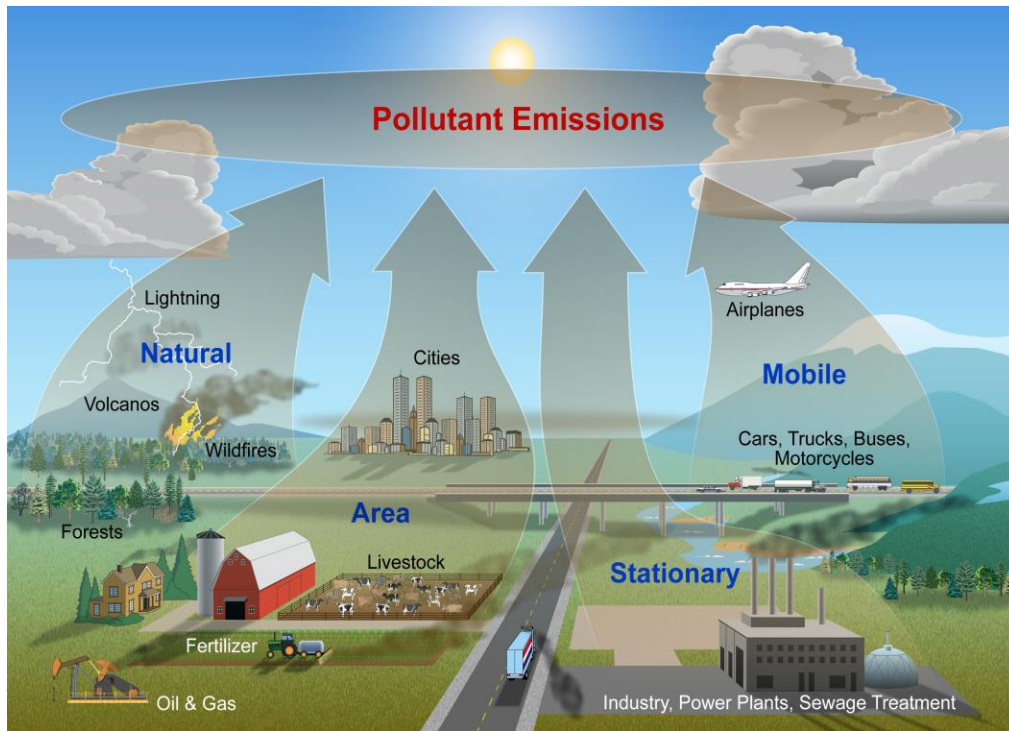 Pollutant Emissions
Lightning
Natural
Volcanos
Wildfires
Forests
Cities
Area
Livestock
Fertilizer
Oil & Gas
Airplanes
Mobile
Cars, Trucks, Buses,
Motorcycles
Stationary
Industry, Power Plants, Sewage Treatment